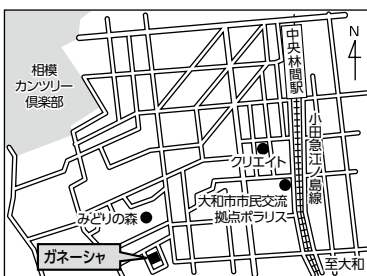 相模
カンツリー
倶楽部
中央林間駅
N
小田急江ノ島線
クリエイト
大和市市民交流
拠点ポラリス
みどりの森
ガネーシャ
至大和